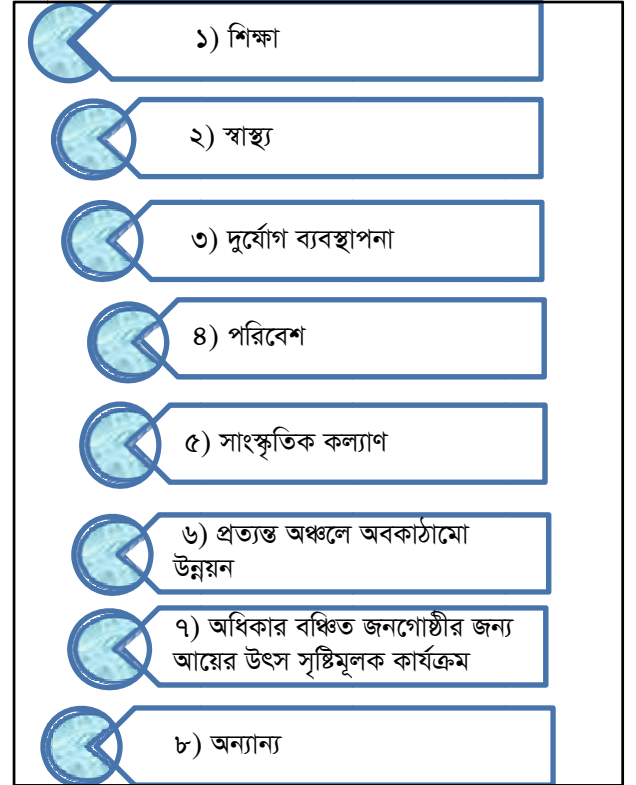 ১) শিক্ষা
২) স্বাস্থ্য
৩) দুর্যোগ ব্যবস্থাপনা
৪) পরিবেশ
৫) সাংস্কৃতিক কল্যাণ
৬) প্রত্যন্ত অঞ্চলে অবকাঠামো
উন্নয়ন
৭) অধিকার বঞ্চিত জনগোষ্ঠীর জন্য
আয়ের উৎস সৃষ্টিমূলক কার্যক্রম
৮) অন্যান্য